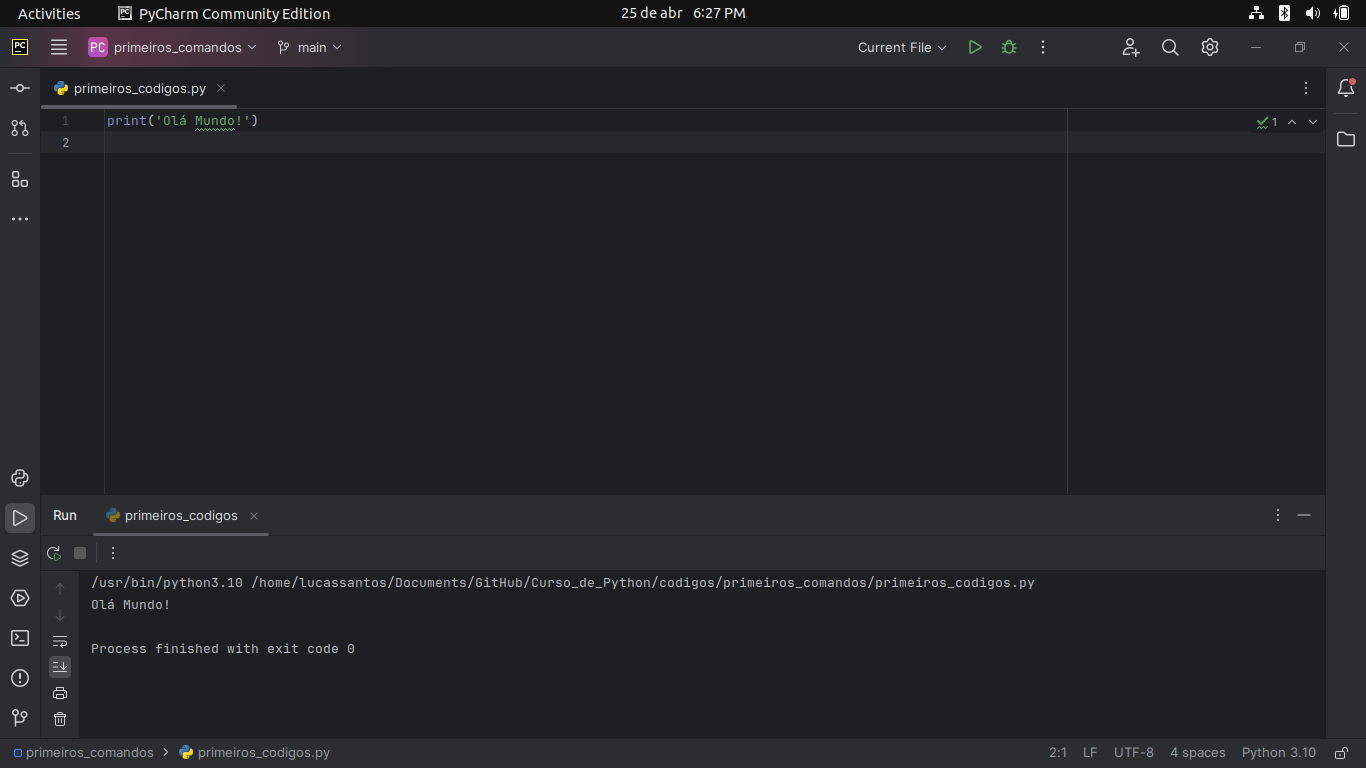 Activities PyCharm Community Edition 25 de abr 6:27 PM
PC PC primeiros_comandos main Current File
primeiros_codigos.py
1 print('Olá Mundo!') 1
2
Run primeiros_codigos
/usr/bin/python3.10 /home/lucassantos/Documents/GitHub/Curso_de_Python/codigos/primeiros_comandos/primeiros_codigos.py
Olá Mundo!
Process finished with exit code 0
primeiros_comandos primeiros_codigos.py 2:1 LF UTF-8 4 spaces Python 3.10